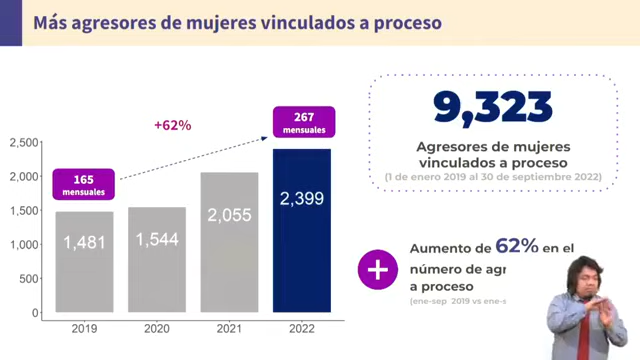 Más agresores de mujeres vinculados a proceso
+62%
267
mensuales
165
mensuales
2,500
2,000
1,500
1,000
500
0
1,481
1,544
2,055
2,399
2019
2020
2021
2022
9,323
Agresores de mujeres
vinculados a proceso
(1 de enero 2019 al 30 de septiembre 2022)
+
Aumento de 62% en el
número de
a proceso
(ene-sep 2019 vs